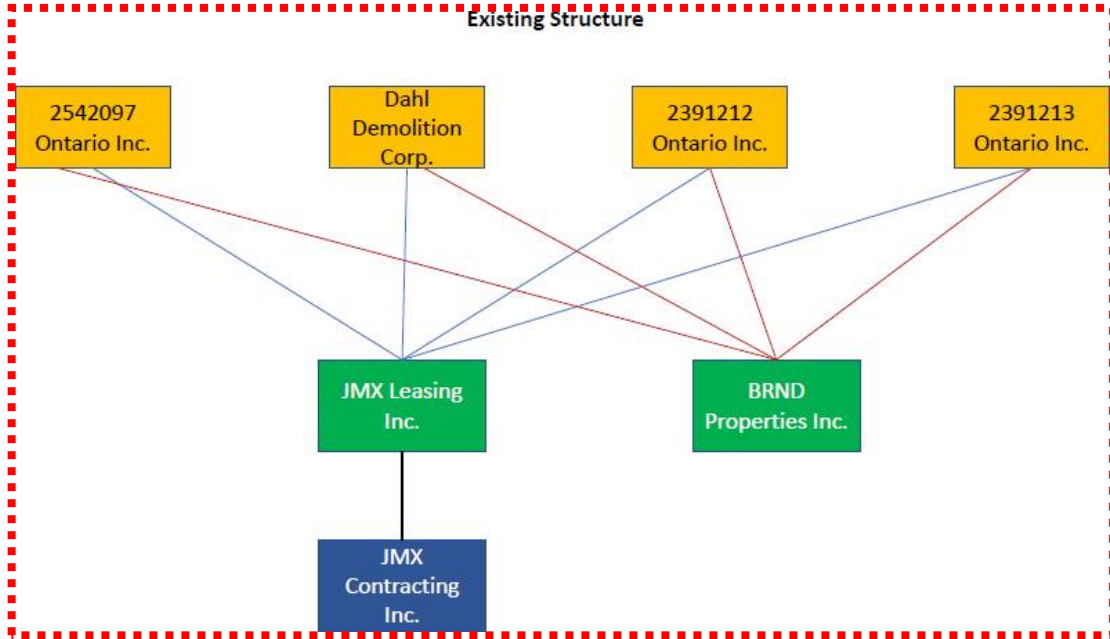 Existing Structure
2542097
Ontario Inc.
Dahl
Demolition
Corp.
2391212
Ontario Inc.
2391213
Ontario Inc.
JMX Leasing
Inc.
BRND
Properties Inc.
JMX
Contracting
Inc.